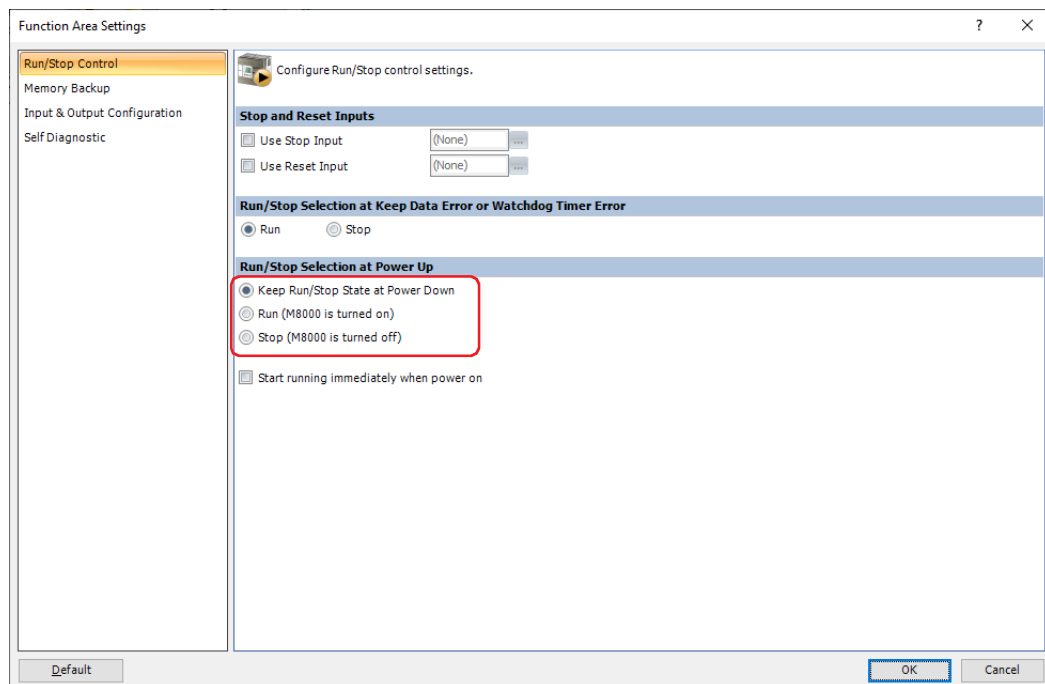 Function Area Settings
?
Run/Stop Control
Memory Backup
Input & Output Configuration
Self Diagnostic
Configure Run/Stop control settings.
Stop and Reset Inputs
Use Stop Input (None) ...
Use Reset Input (None) ...
Run/Stop Selection at Keep Data Error or Watchdog Timer Error
Run Stop
Run/Stop Selection at Power Up
Keep Run/Stop State at Power Down
Run (M8000 is turned on)
Stop (M8000 is turned off)
Start running immediately when power on
Default OK Cancel